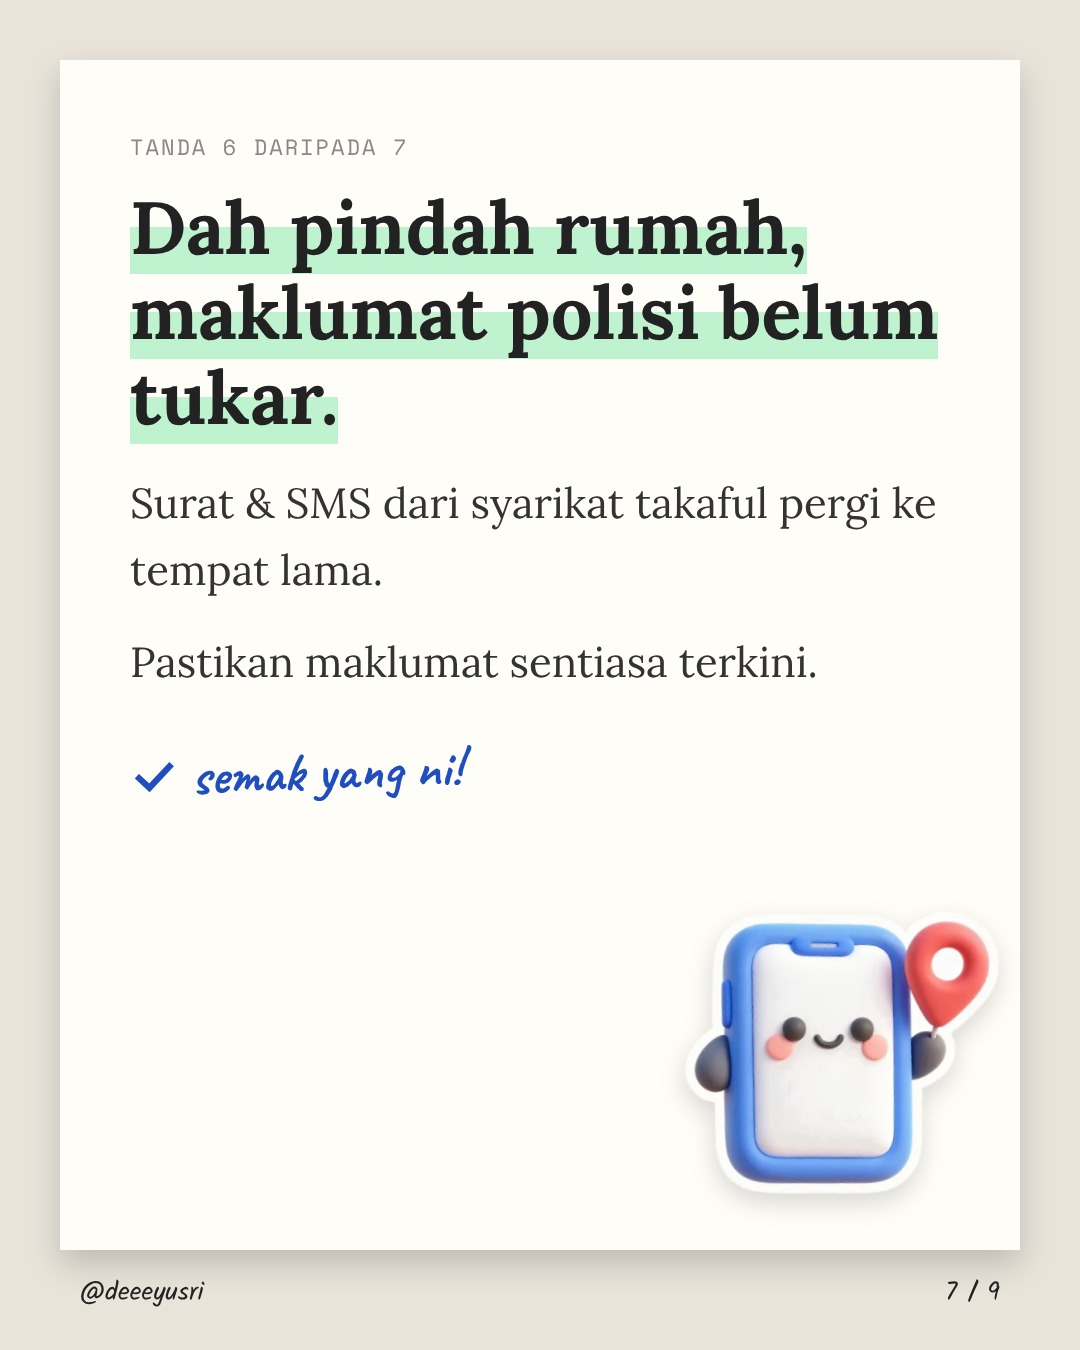 TANDA 6 DARIPADA 7
Dah pindah rumah,
maklumat polisi belum
tukar.
Surat & SMS dari syarikat takaful pergi ke
tempat lama.
Pastikan maklumat sentiasa terkini.
✓ semak yang ni!
@deeeyusri
7 / 9